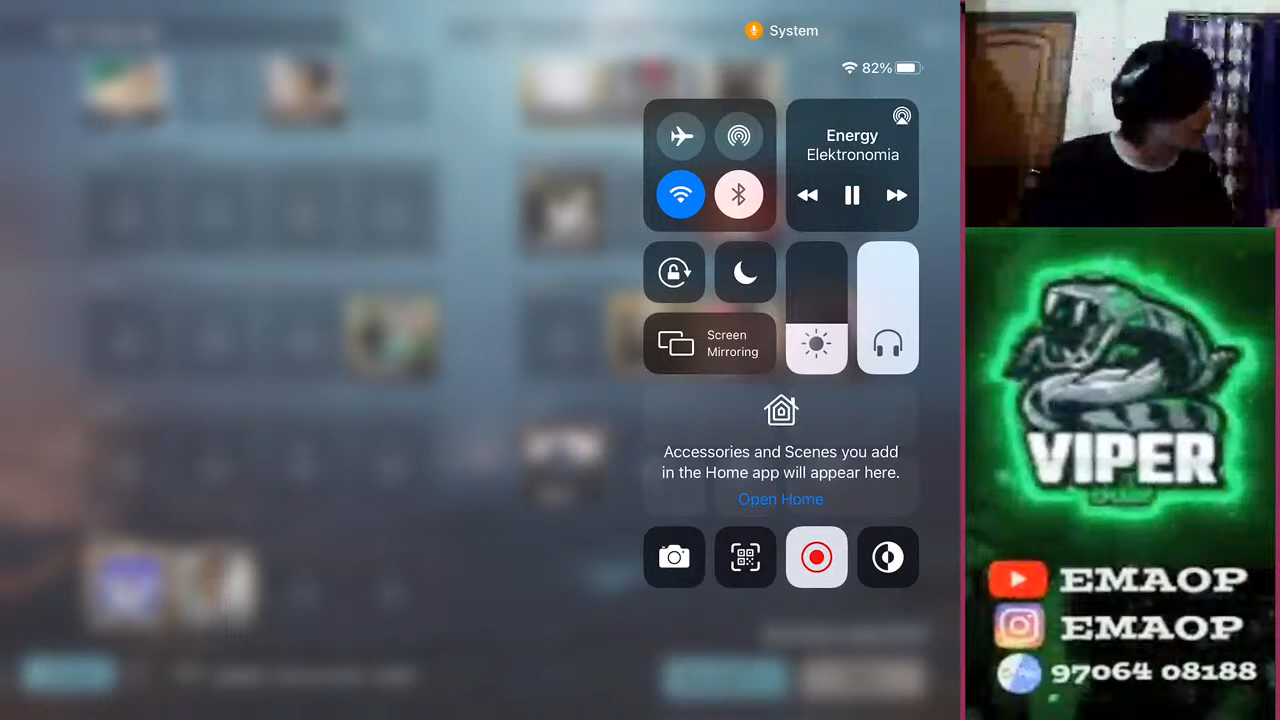 System
82%
Energy
Elektronomia
Screen
Mirroring
Accessories and Scenes you add
in the Home app will appear here.
Open Home
VIPER
EMAOP
EMAOP
97064 08188